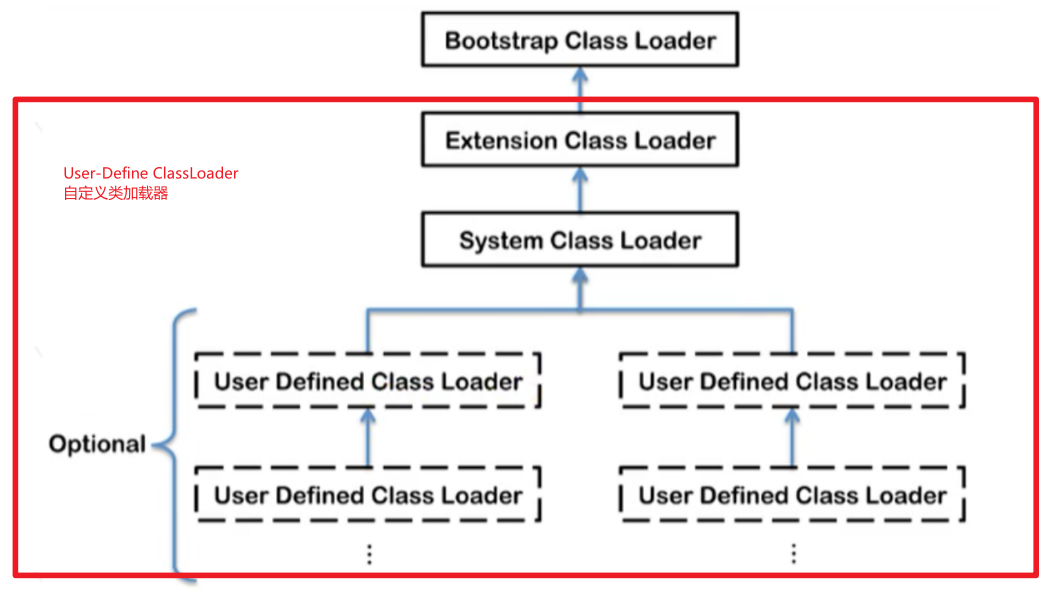 Bootstrap Class Loader
Extension Class Loader
User-Define ClassLoader
自定义类加载器
System Class Loader
User Defined Class Loader
User Defined Class Loader
Optional
User Defined Class Loader
User Defined Class Loader